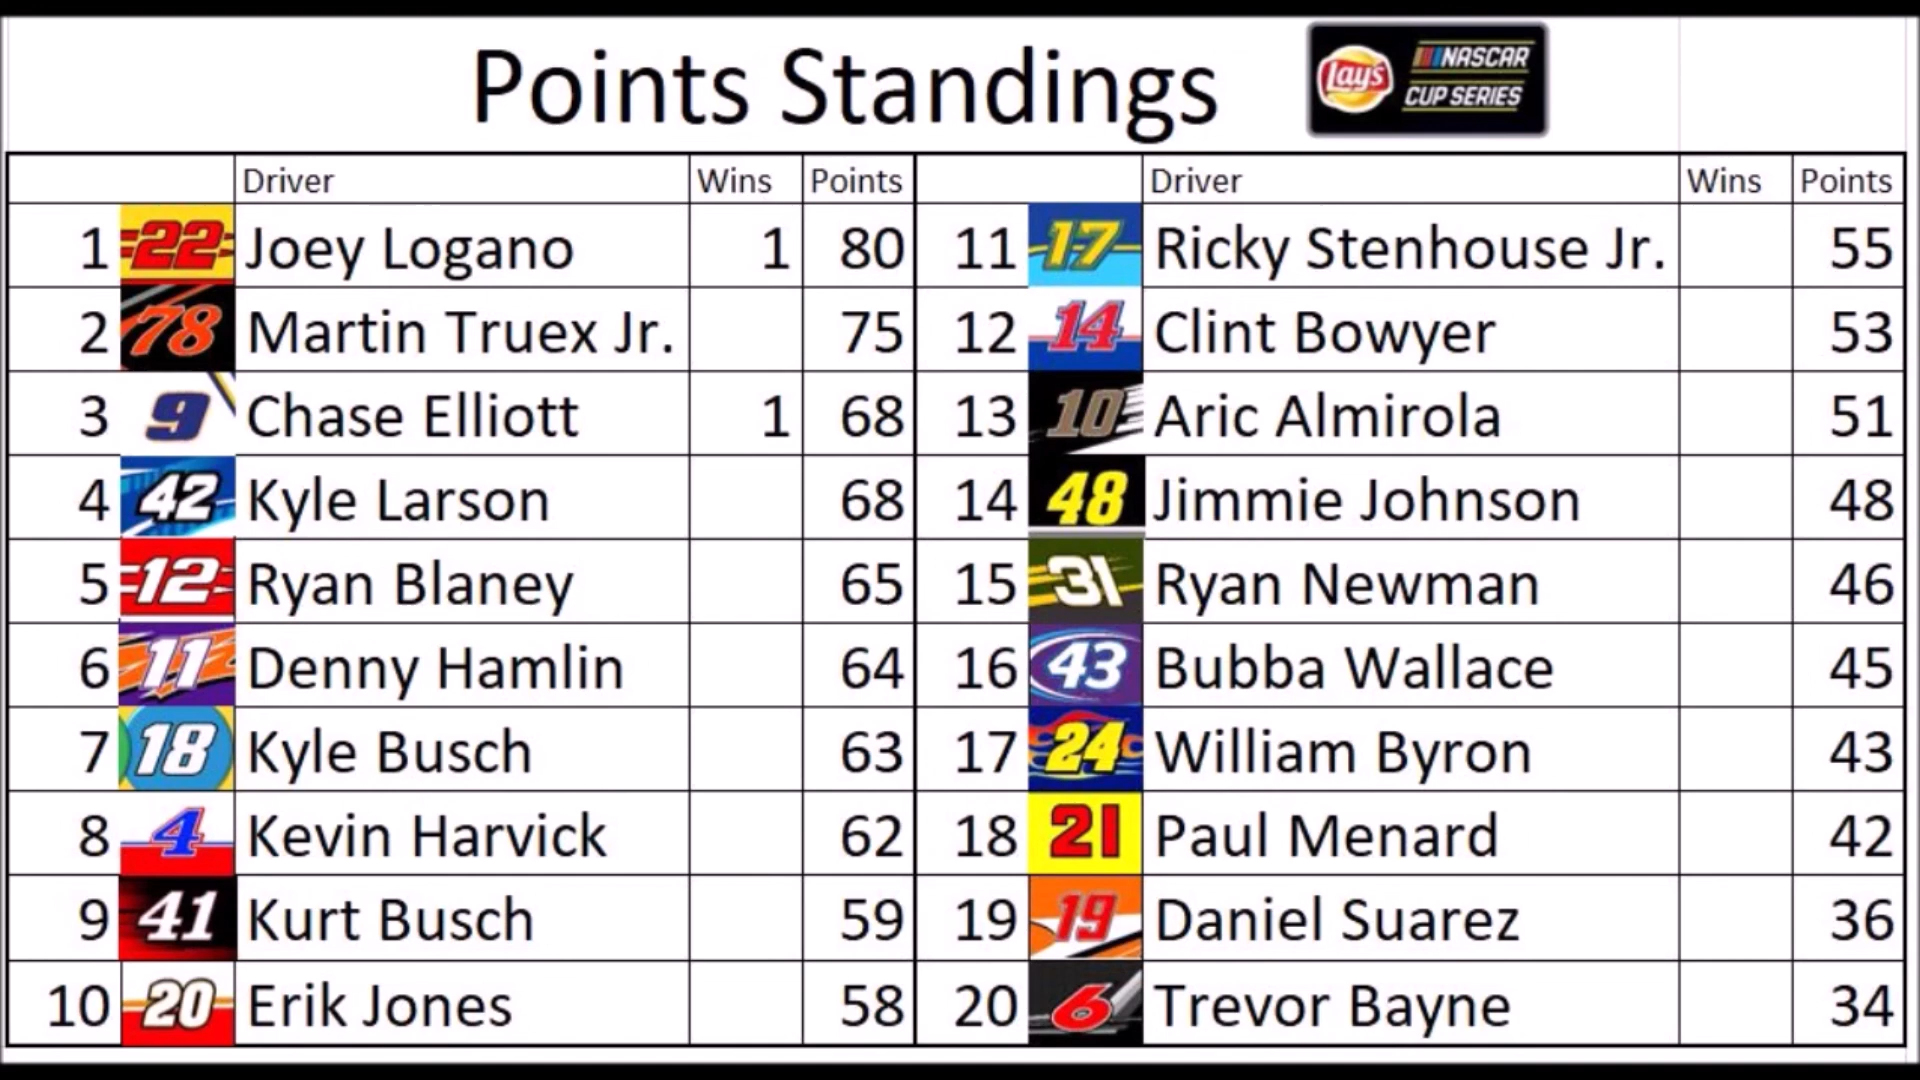 Points Standings
Lay's NASCAR
CUP SERIES
Driver Wins Points Driver Wins Points
1 22 Joey Logano 1 80 11 17 Ricky Stenhouse Jr. 55
2 78 Martin Truex Jr. 75 12 14 Clint Bowyer 53
3 9 Chase Elliott 1 68 13 10 Aric Almirola 51
4 42 Kyle Larson 68 14 48 Jimmie Johnson 48
5 12 Ryan Blaney 65 15 31 Ryan Newman 46
6 11 Denny Hamlin 64 16 43 Bubba Wallace 45
7 18 Kyle Busch 63 17 24 William Byron 43
8 4 Kevin Harvick 62 18 21 Paul Menard 42
9 41 Kurt Busch 59 19 19 Daniel Suarez 36
10 20 Erik Jones 58 20 6 Trevor Bayne 34